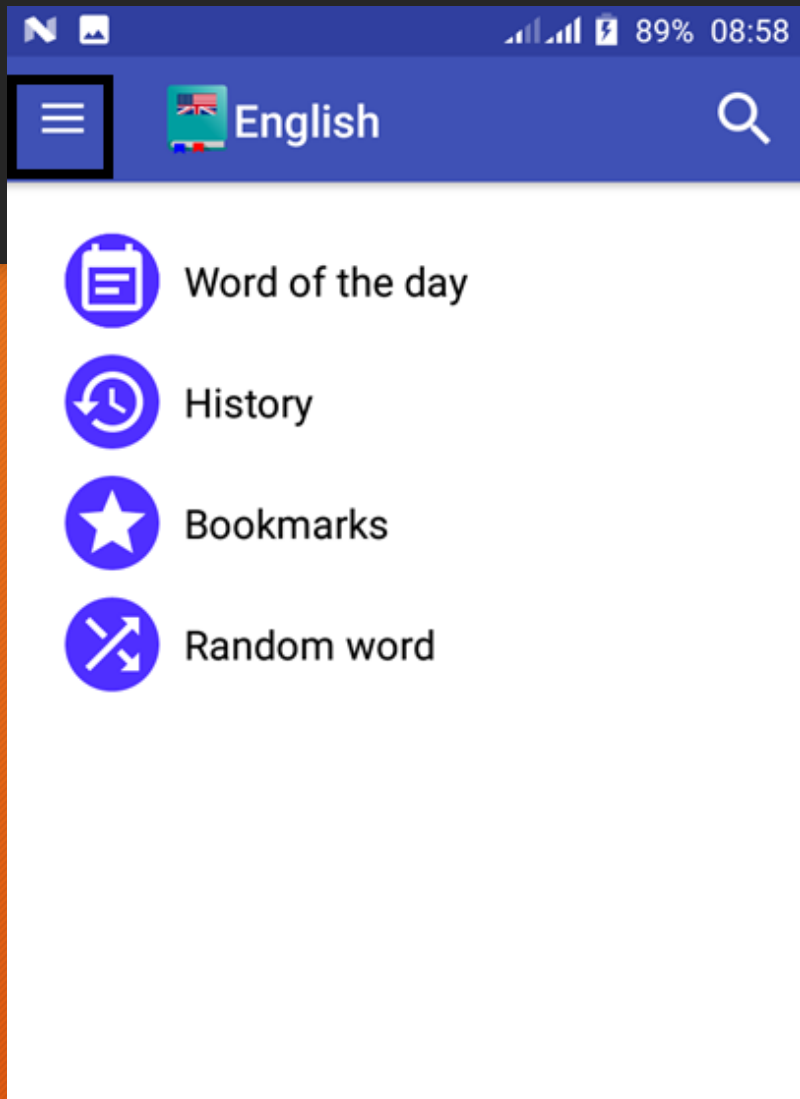 89% 08:58
English
Word of the day
History
Bookmarks
Random word